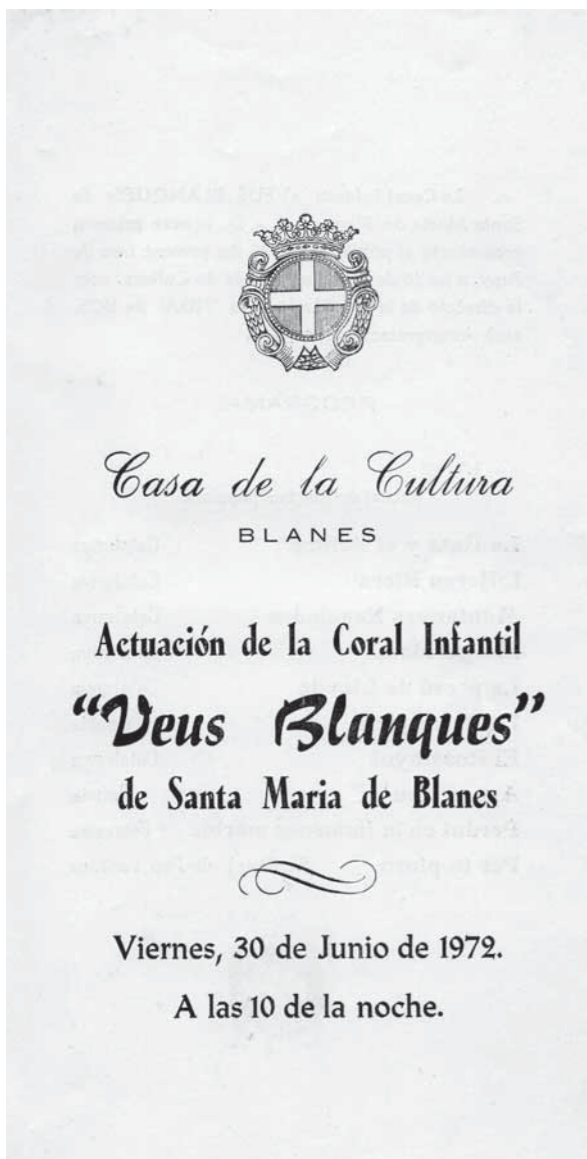 Casa de la Cultura
BLANES
Actuación de la Coral Infantil
"Veus Blanques"
de Santa Maria de Blanes
Viernes, 30 de Junio de 1972.
A las 10 de la noche.